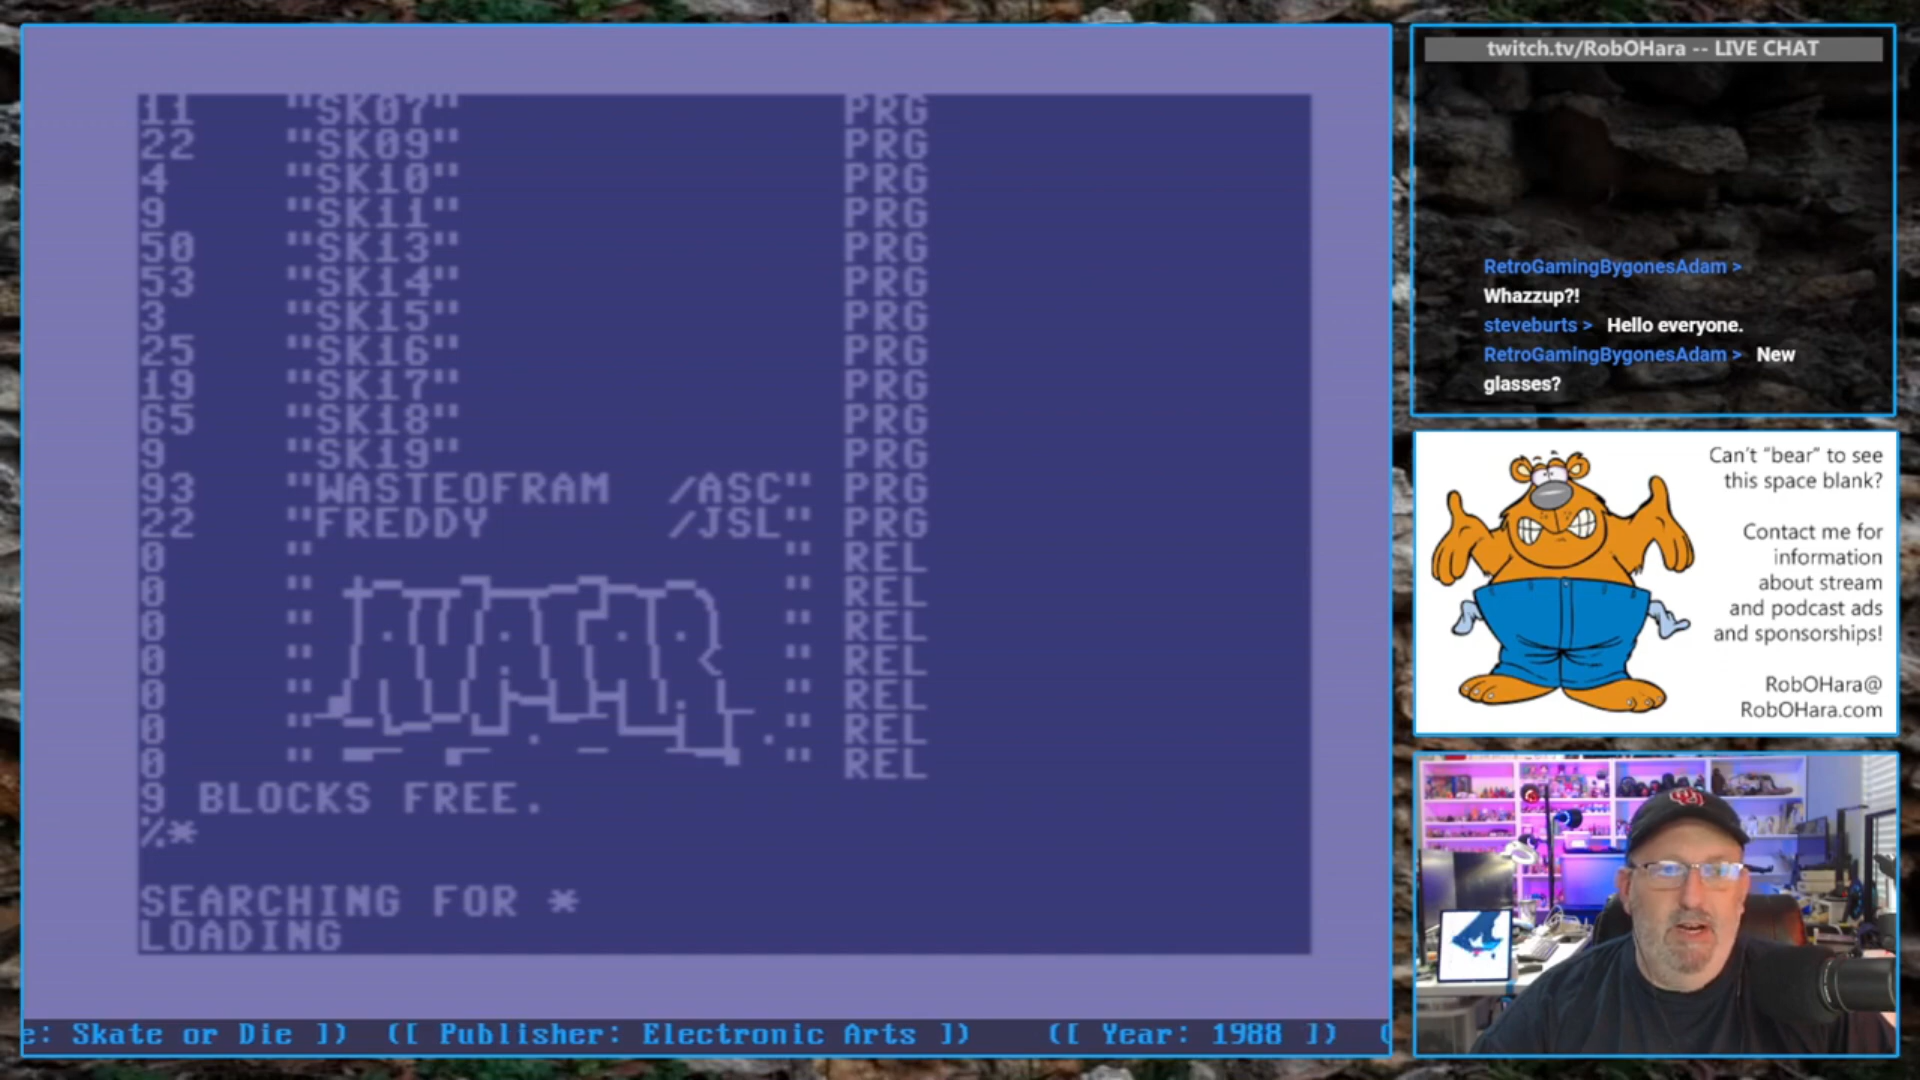 11 "SK07" PRG
22 "SK09" PRG
4 "SK10" PRG
9 "SK11" PRG
50 "SK13" PRG
53 "SK14" PRG
3 "SK15" PRG
25 "SK16" PRG
19 "SK17" PRG
65 "SK18" PRG
9 "SK19" PRG
93 "WASTEOFRAM /ASC" PRG
22 "FREDDY /JSL" PRG
0 " " REL
0 " " REL
0 " " REL
0 " " REL
0 " " REL
0 " " REL
0 " " REL
9 BLOCKS FREE.
%*
SEARCHING FOR *
LOADING
e: Skate or Die ]) ([ Publisher: Electronic Arts ]) ([ Year: 1988 ]) (
twitch.tv/RobOHara -- LIVE CHAT
RetroGamingBygonesAdam >
Whazzup?!
steveburts > Hello everyone.
RetroGamingBygonesAdam > New
glasses?
Can't "bear" to see
this space blank?
Contact me for
information
about stream
and podcast ads
and sponsorships!
RobOHara@
RobOHara.com